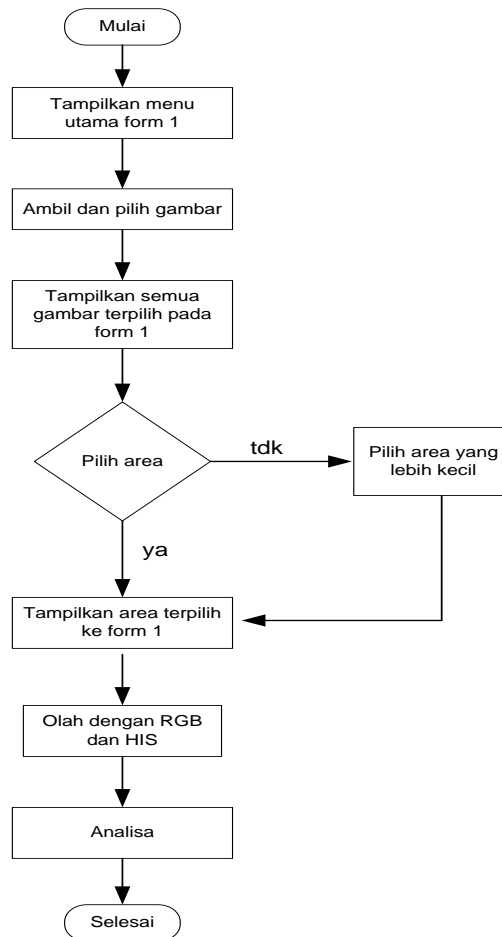 Mulai
Tampilkan menu
utama form 1
Ambil dan pilih gambar
Tampilkan semua
gambar terpilih pada
form 1
Pilih area
tdk
Pilih area yang
lebih kecil
ya
Tampilkan area terpilih
ke form 1
Olah dengan RGB
dan HIS
Analisa
Selesai